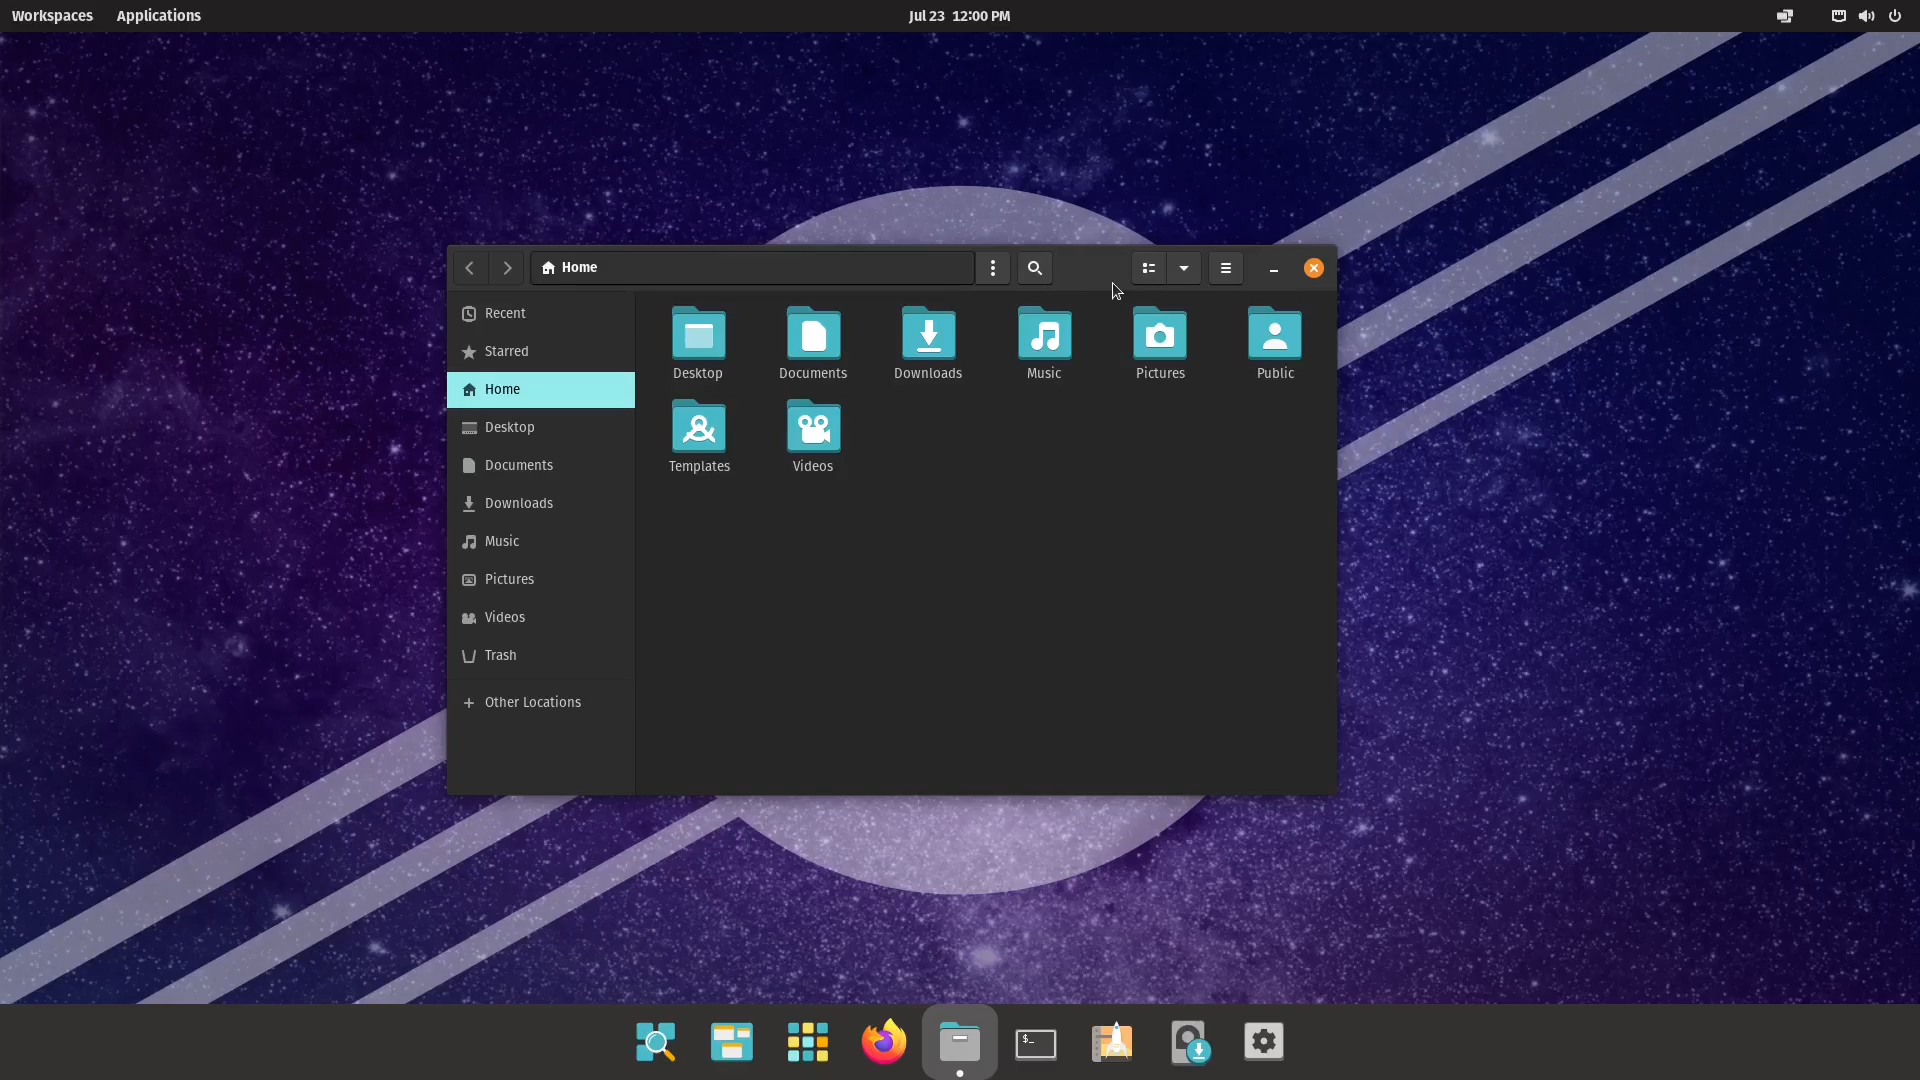 Workspaces Applications Jul 23 12:00 PM
Home
Recent
Starred
Home
Desktop
Documents
Downloads
Music
Pictures
Videos
Trash
Other Locations
Desktop Documents Downloads Music Pictures Public
Templates Videos
$_